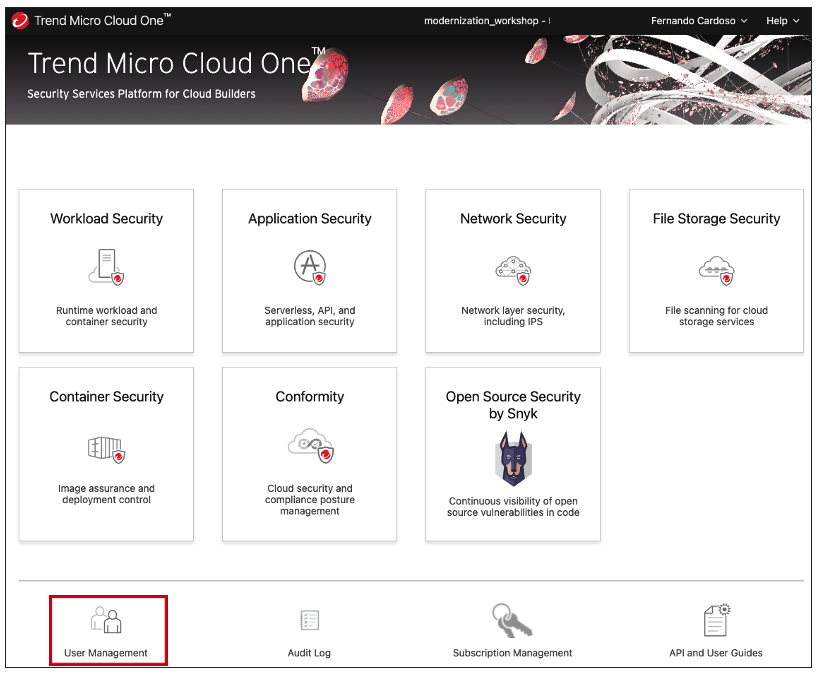 Trend Micro Cloud One™
modernization_workshop -
Fernando Cardoso
Help
Trend Micro Cloud One™
Security Services Platform for Cloud Builders
Workload Security
Runtime workload and
container security
Application Security
Serverless, API, and
application security
Network Security
Network layer security,
including IPS
File Storage Security
File scanning for cloud
storage services
Container Security
Image assurance and
deployment control
Conformity
Cloud security and
compliance posture
management
Open Source Security
by Snyk
Continuous visibility of open
source vulnerabilities in code
User Management
Audit Log
Subscription Management
API and User Guides